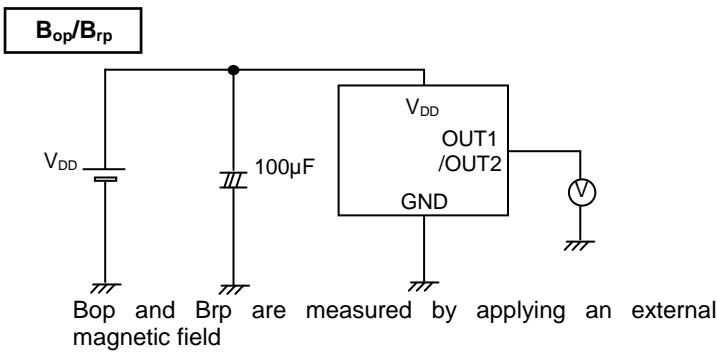 Bop/Brp
VDD
100µF
VDD
OUT1
/OUT2
GND
V
Bop and Brp are measured by applying an external
magnetic field